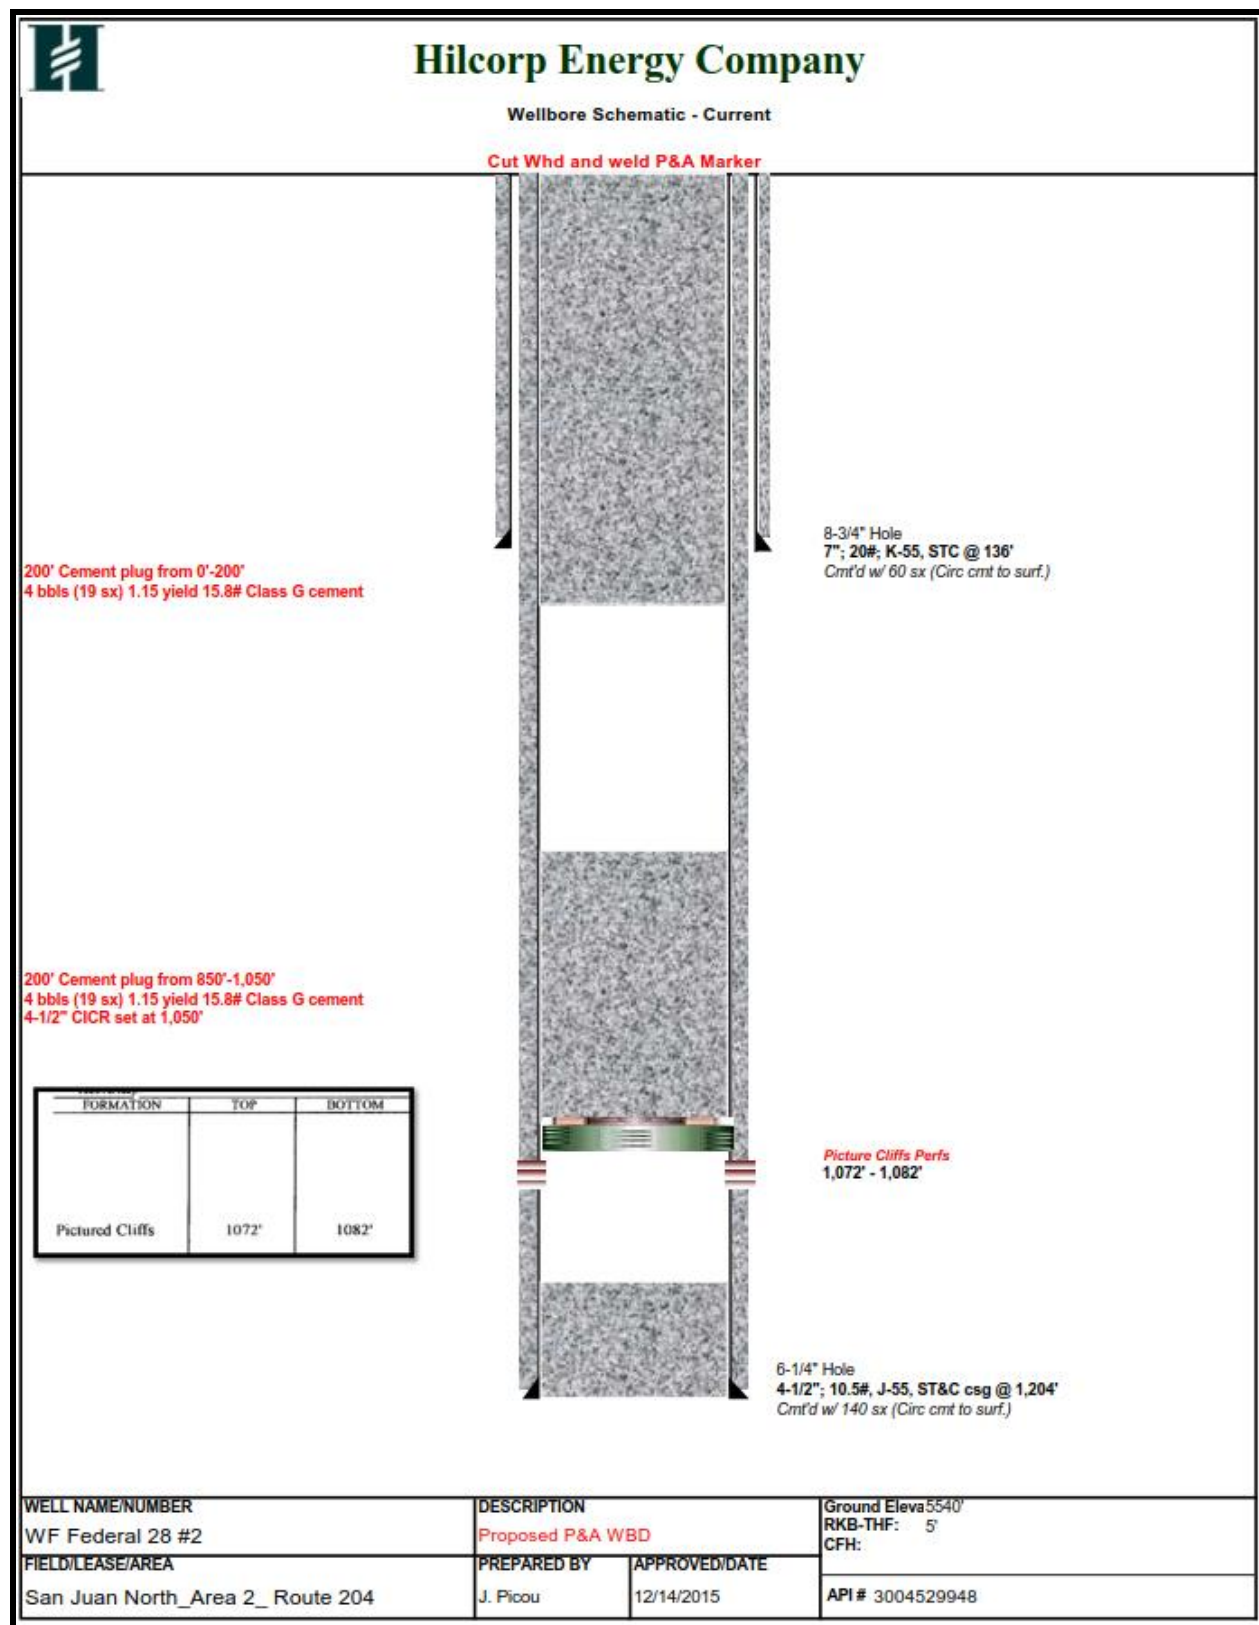 Hilcorp Energy Company
Wellbore Schematic - Current
Cut Whd and weld P&A Marker
8-3/4" Hole
7"; 20#; K-55, STC @ 136'
Cmt'd w/ 60 sx (Circ cmt to surf.)
200' Cement plug from 0'-200'
4 bbls (19 sx) 1.15 yield 15.8# Class G cement
200' Cement plug from 850'-1,050'
4 bbls (19 sx) 1.15 yield 15.8# Class G cement
4-1/2" CICR set at 1,050'
FORMATION TOP BOTTOM
Pictured Cliffs 1072' 1082'
Picture Cliffs Perfs
1,072' - 1,082'
6-1/4" Hole
4-1/2"; 10.5#, J-55, ST&C csg @ 1,204'
Cmt'd w/ 140 sx (Circ cmt to surf.)
WELL NAME/NUMBER
WF Federal 28 #2
DESCRIPTION
Proposed P&A WBD
Ground Eleva 5540'
RKB-THF: 5'
CFH:
FIELD/LEASE/AREA
San Juan North_Area 2_ Route 204
PREPARED BY
J. Picou
APPROVED/DATE
12/14/2015
API # 3004529948